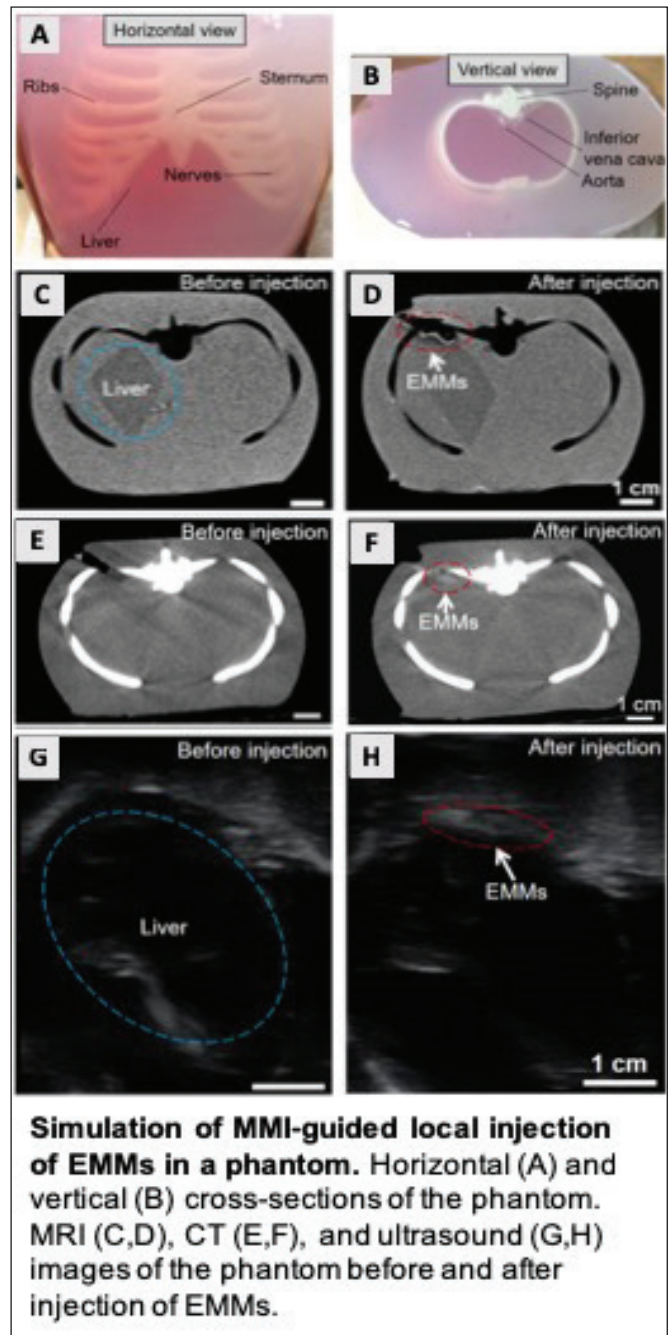 A
Horizontal view
Ribs
Sternum
Nerves
Liver
B
Vertical view
Spine
Inferior
vena cava
Aorta
C
Before injection
Liver
D
After injection
EMMs
1 cm
E
Before injection
F
After injection
EMMs
1 cm
G
Before injection
Liver
H
After injection
EMMs
1 cm
Simulation of MMI-guided local injection
of EMMs in a phantom. Horizontal (A) and
vertical (B) cross-sections of the phantom.
MRI (C,D), CT (E,F), and ultrasound (G,H)
images of the phantom before and after
injection of EMMs.